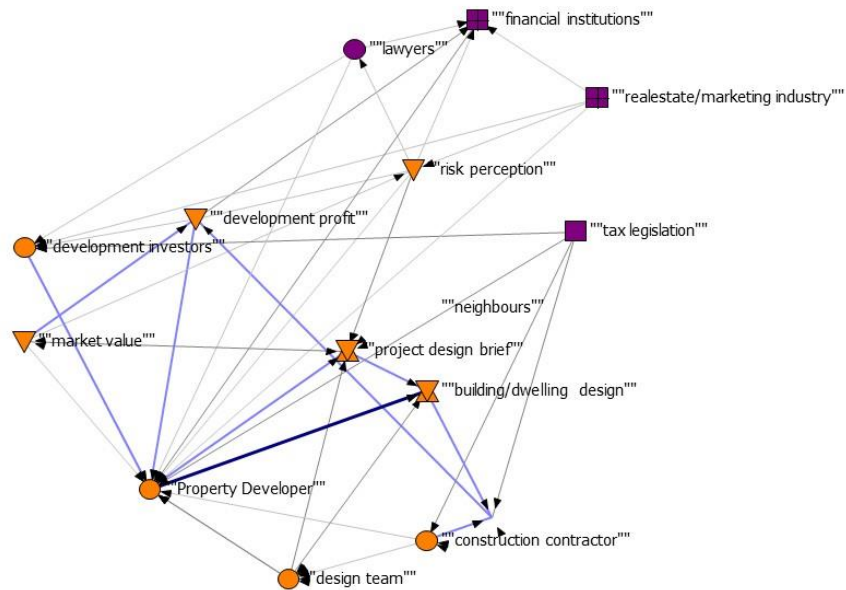 ""financial institutions""
""lawyers""
""realestate/marketing industry""
"risk perception""
""development profit""
""tax legislation""
"development investors""
""neighbours""
""market value""
"project design brief""
""building/dwelling design""
"Property Developer""
"construction contractor""
"design team""